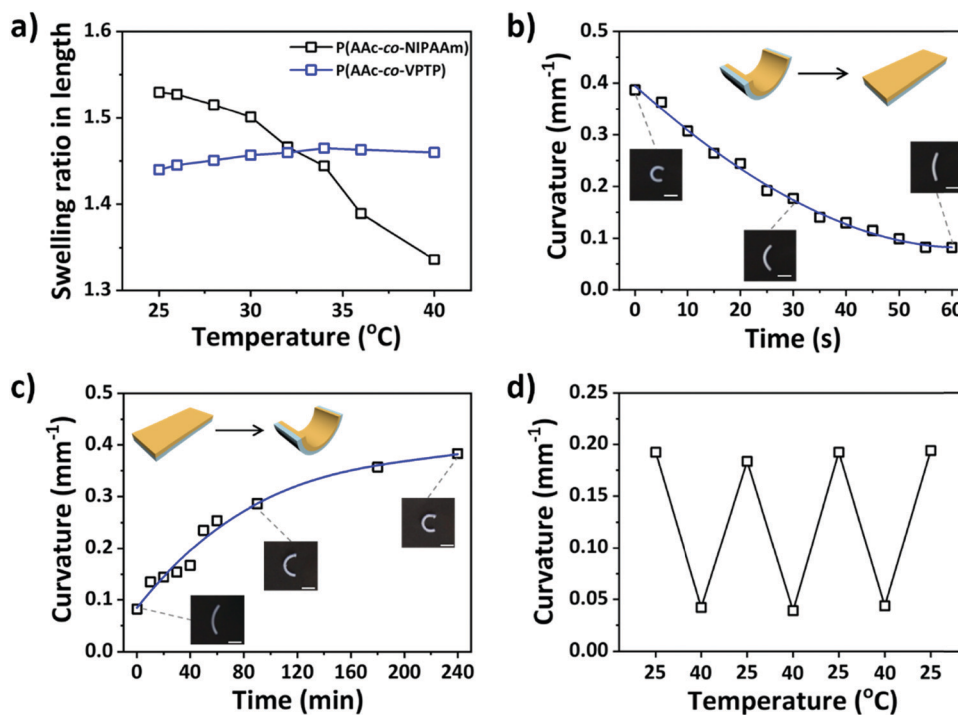 a)
1.6
1.5
1.4
1.3
Swelling ratio in length
P(AAc-co-NIPAAm)
P(AAc-co-VPTP)
25 30 35 40
Temperature (°C)
b)
0.5
0.4
0.3
0.2
0.1
0.0
Curvature (mm⁻¹)
0 10 20 30 40 50 60
Time (s)
c)
0.5
0.4
0.3
0.2
0.1
0.0
Curvature (mm⁻¹)
0 40 80 120 160 200 240
Time (min)
d)
0.25
0.20
0.15
0.10
0.05
0.00
Curvature (mm⁻¹)
25 40 25 40 25 40 25
Temperature (°C)